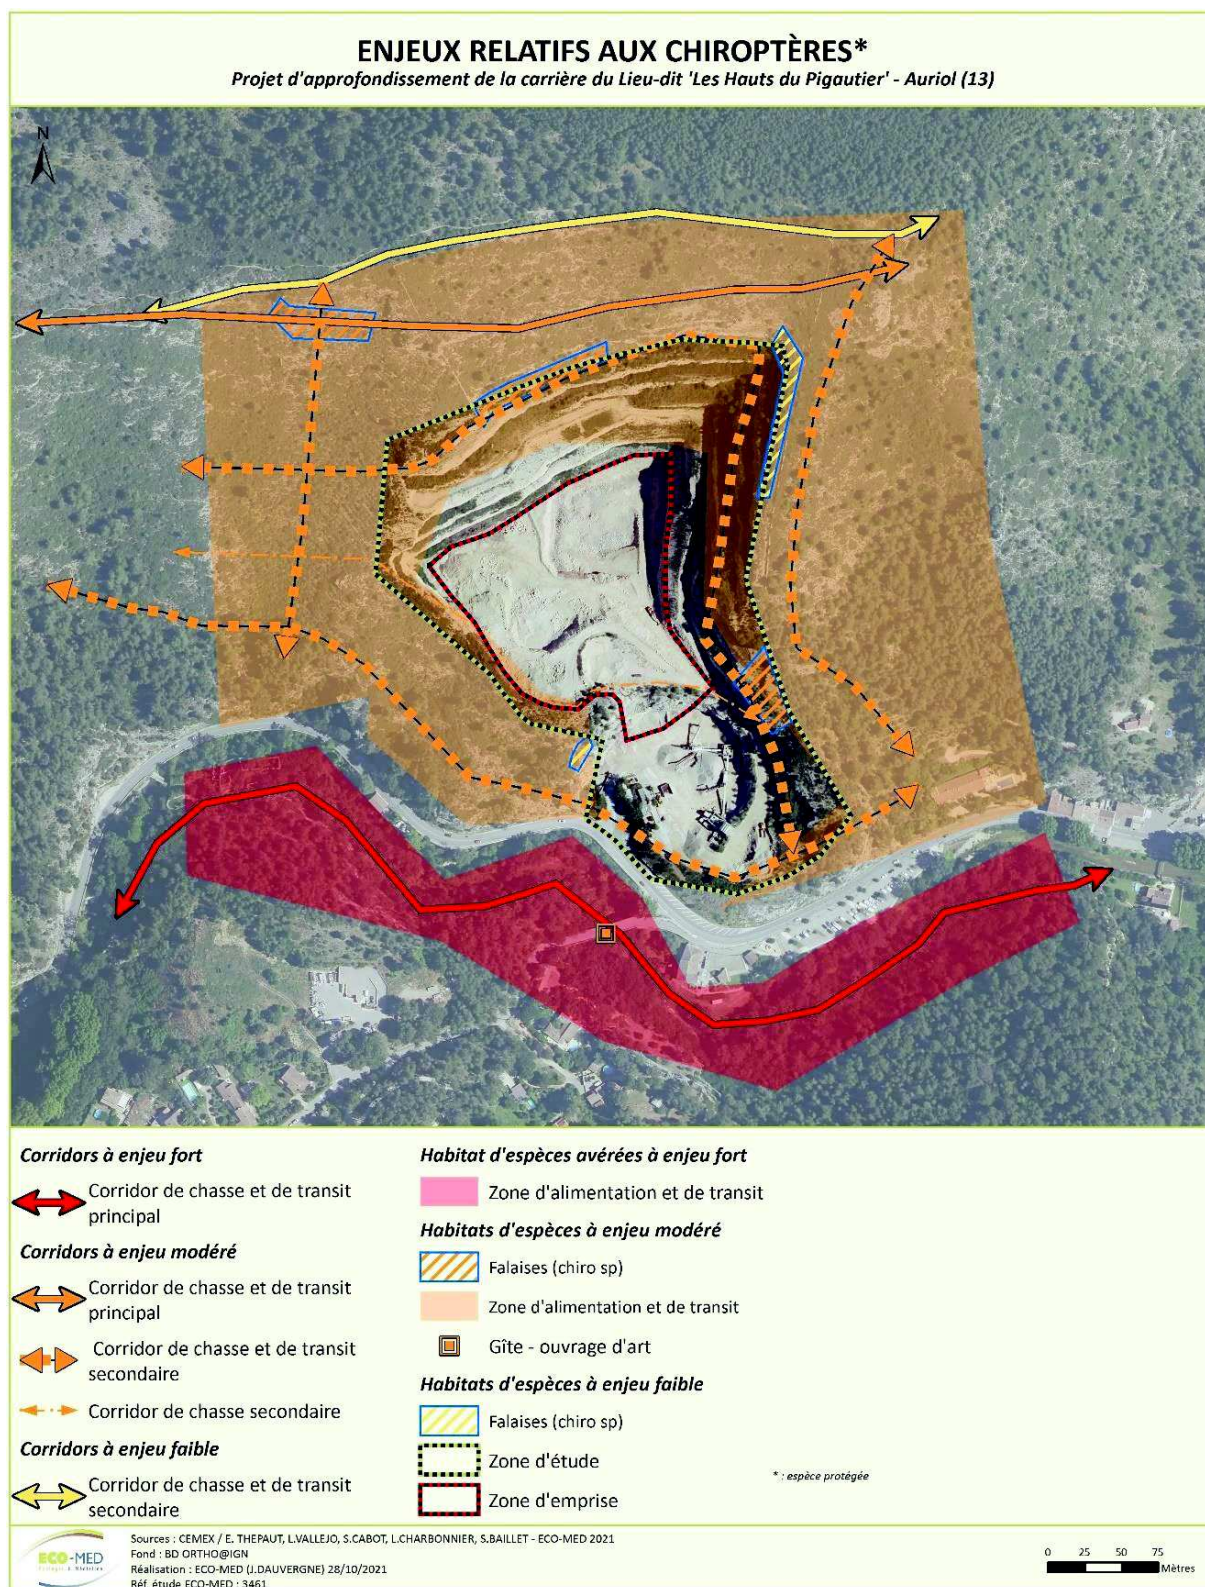 ENJEUX RELATIFS AUX CHIROPTÈRES*
Projet d'approfondissement de la carrière du Lieu-dit 'Les Hauts du Pigautier' - Auriol (13)
N
Corridors à enjeu fort
Corridor de chasse et de transit
principal
Corridors à enjeu modéré
Corridor de chasse et de transit
principal
Corridor de chasse et de transit
secondaire
Corridor de chasse secondaire
Corridors à enjeu faible
Corridor de chasse et de transit
secondaire
Habitat d'espèces avérées à enjeu fort
Zone d'alimentation et de transit
Habitats d'espèces à enjeu modéré
Falaises (chiro sp)
Zone d'alimentation et de transit
Gîte - ouvrage d'art
Habitats d'espèces à enjeu faible
Falaises (chiro sp)
Zone d'étude
Zone d'emprise
* : espèce protégée
ECO-MED
Sources : CEMEX / E. THEPAUT, L.VALLEJO, S.CABOT, L.CHARBONNIER, S.BAILLET - ECO-MED 2021
Fond : BD ORTHO@IGN
Réalisation : ECO-MED (J.DAUVERGNE) 28/10/2021
Réf. étude ECO-MED : 3461
0 25 50 75
Mètres